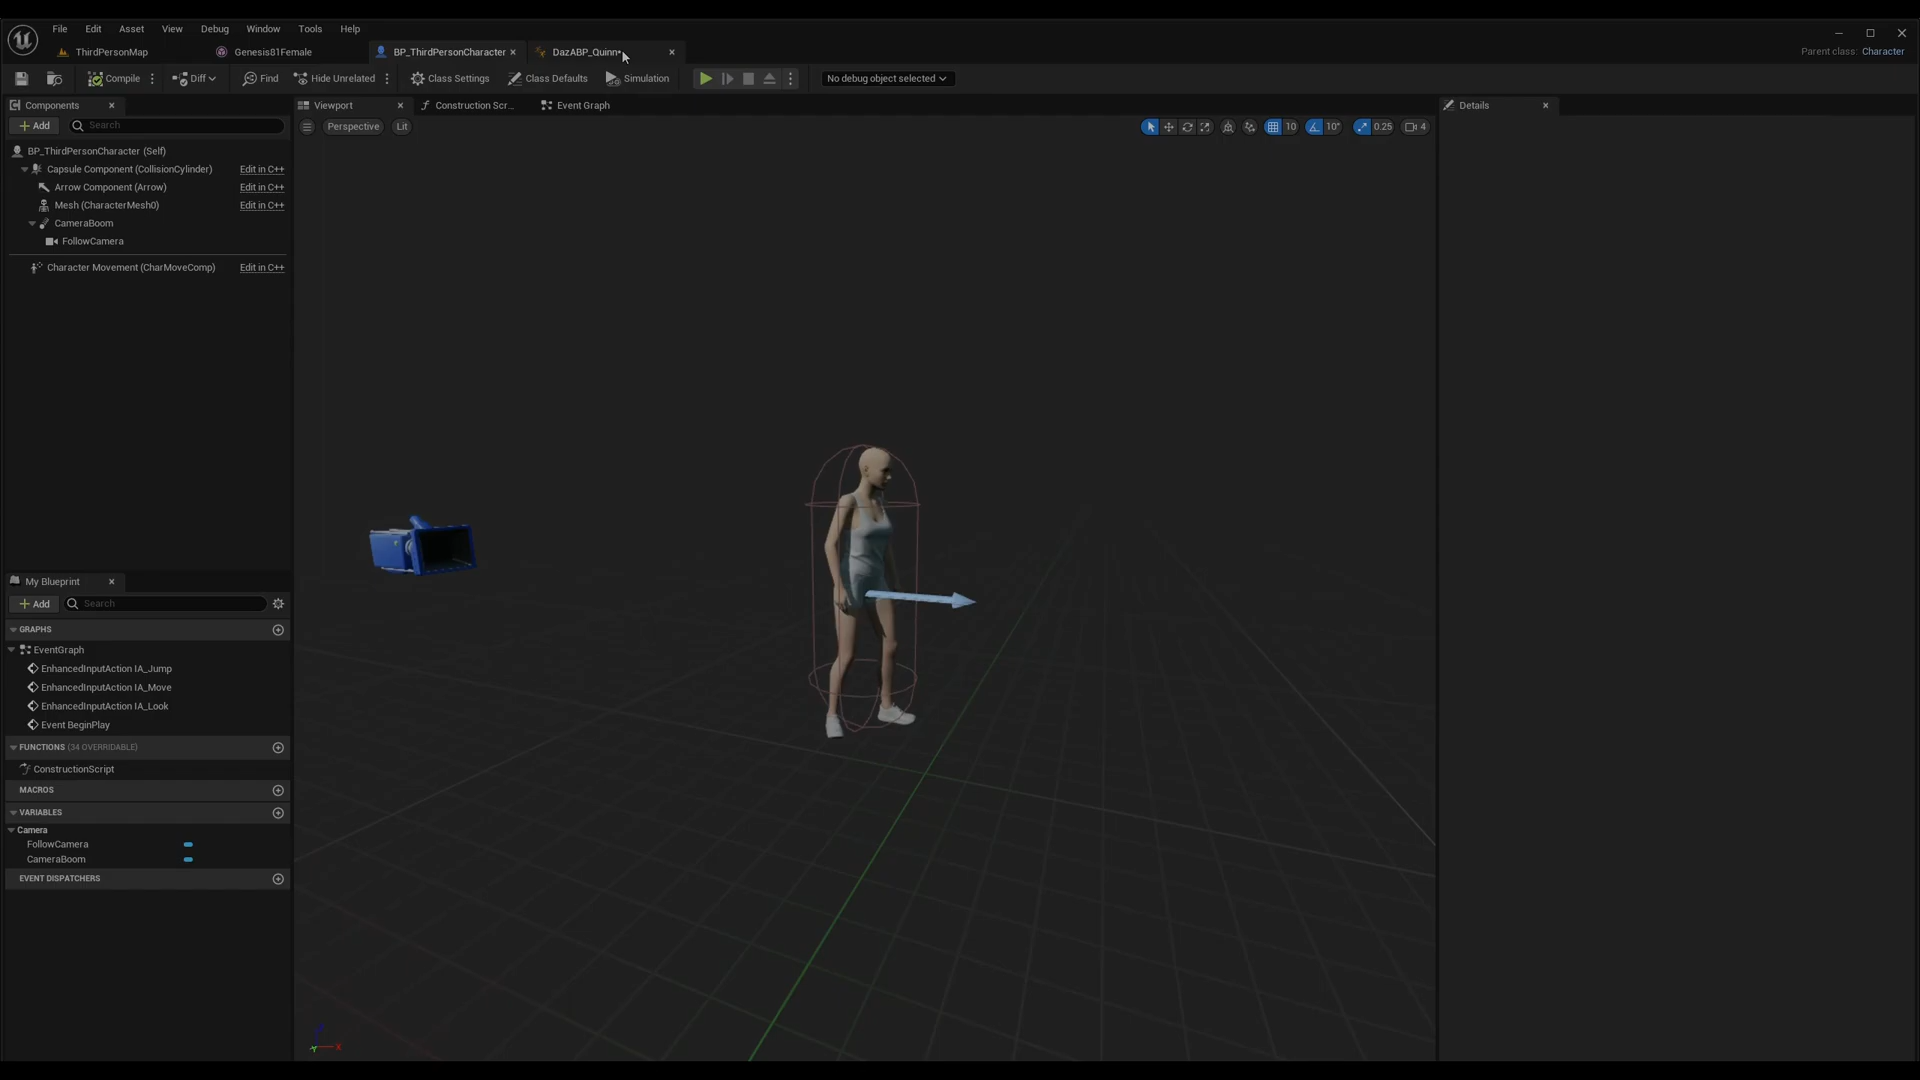 File Edit Asset View Debug Window Tools Help
ThirdPersonMap Genesis81Female BP_ThirdPersonCharacter DazABP_Quinn•
Parent class: Character
Compile Diff Find Hide Unrelated Class Settings Class Defaults Simulation No debug object selected
Components
Add Search
BP_ThirdPersonCharacter (Self)
Capsule Component (CollisionCylinder) Edit in C++
Arrow Component (Arrow) Edit in C++
Mesh (CharacterMesh0) Edit in C++
CameraBoom
FollowCamera
Character Movement (CharMoveComp) Edit in C++
Viewport Construction Scr... Event Graph
Perspective Lit 10 10° 0.25 4
Details
My Blueprint
Add Search
GRAPHS
EventGraph
EnhancedInputAction IA_Jump
EnhancedInputAction IA_Move
EnhancedInputAction IA_Look
Event BeginPlay
FUNCTIONS (34 OVERRIDABLE)
ConstructionScript
MACROS
VARIABLES
Camera
FollowCamera
CameraBoom
EVENT DISPATCHERS
X